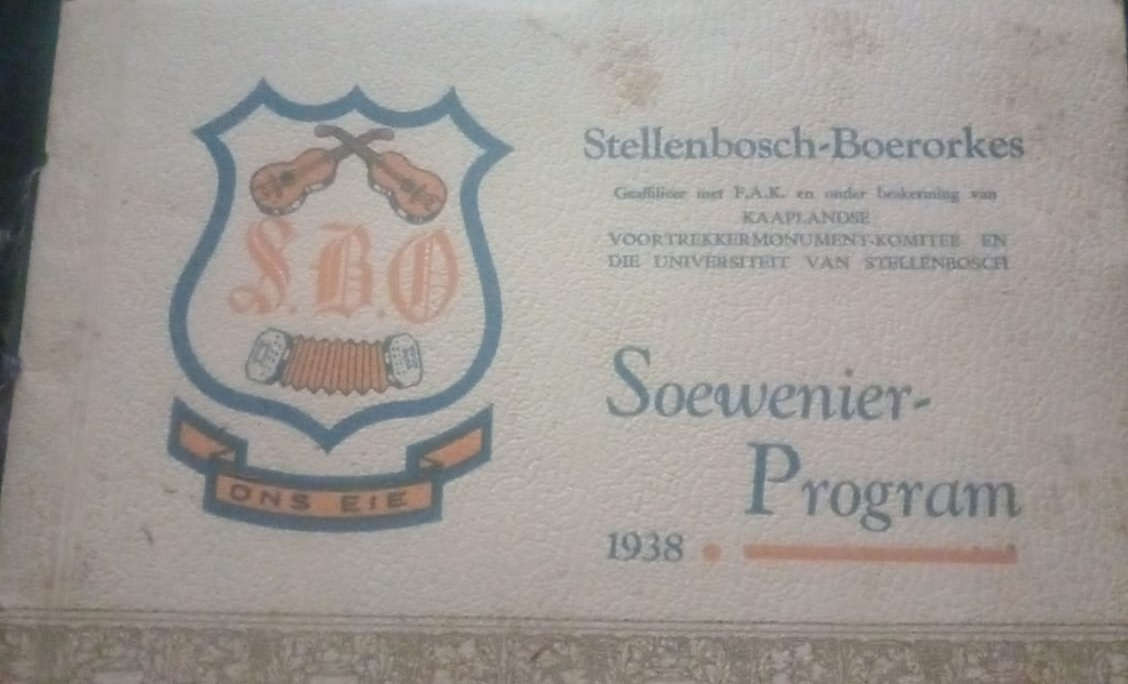 S.B.O
ONS EIE
Stellenbosch-Boerorkes
Geaffilieer met F.A.K. en onder beskerming van
KAAPLANDSE
VOORTREKKERMONUMENT-KOMITEE EN
DIE UNIVERSITEIT VAN STELLENBOSCH
Soewenier-
Program
1938